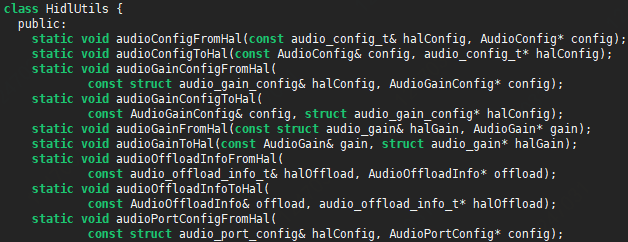 class HidlUtils {
  public:
    static void audioConfigFromHal(const audio_config_t& halConfig, AudioConfig* config);
    static void audioConfigToHal(const AudioConfig& config, audio_config_t* halConfig);
    static void audioGainConfigFromHal(
            const struct audio_gain_config& halConfig, AudioGainConfig* config);
    static void audioGainConfigToHal(
            const AudioGainConfig& config, struct audio_gain_config* halConfig);
    static void audioGainFromHal(const struct audio_gain& halGain, AudioGain* gain);
    static void audioGainToHal(const AudioGain& gain, struct audio_gain* halGain);
    static void audioOffloadInfoFromHal(
            const audio_offload_info_t& halOffload, AudioOffloadInfo* offload);
    static void audioOffloadInfoToHal(
            const AudioOffloadInfo& offload, audio_offload_info_t* halOffload);
    static void audioPortConfigFromHal(
            const struct audio_port_config& halConfig, AudioPortConfig* config);